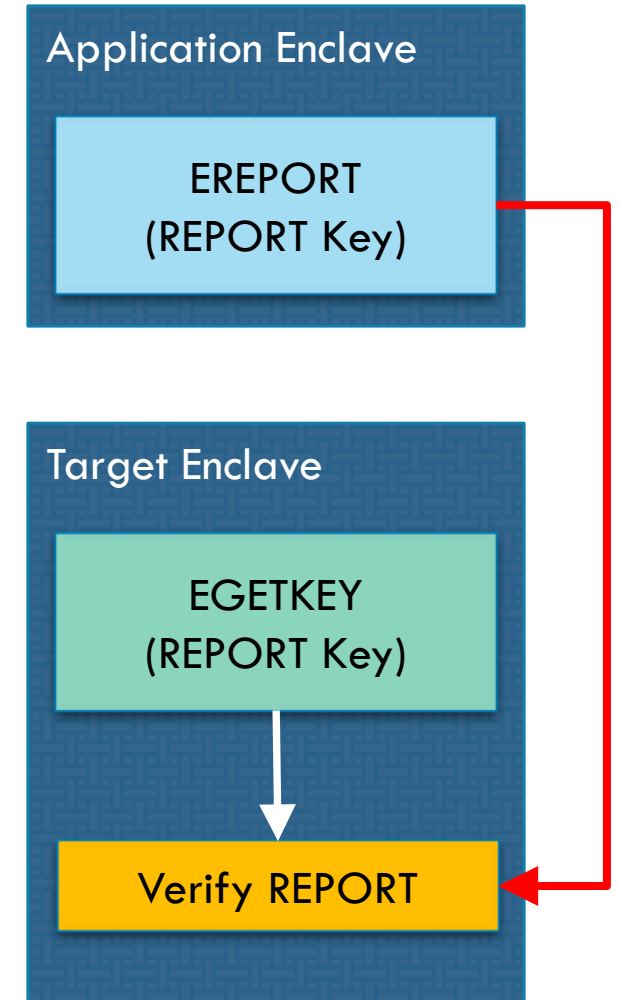 Application Enclave
EREPORT
(REPORT Key)
Target Enclave
EGETKEY
(REPORT Key)
Verify REPORT